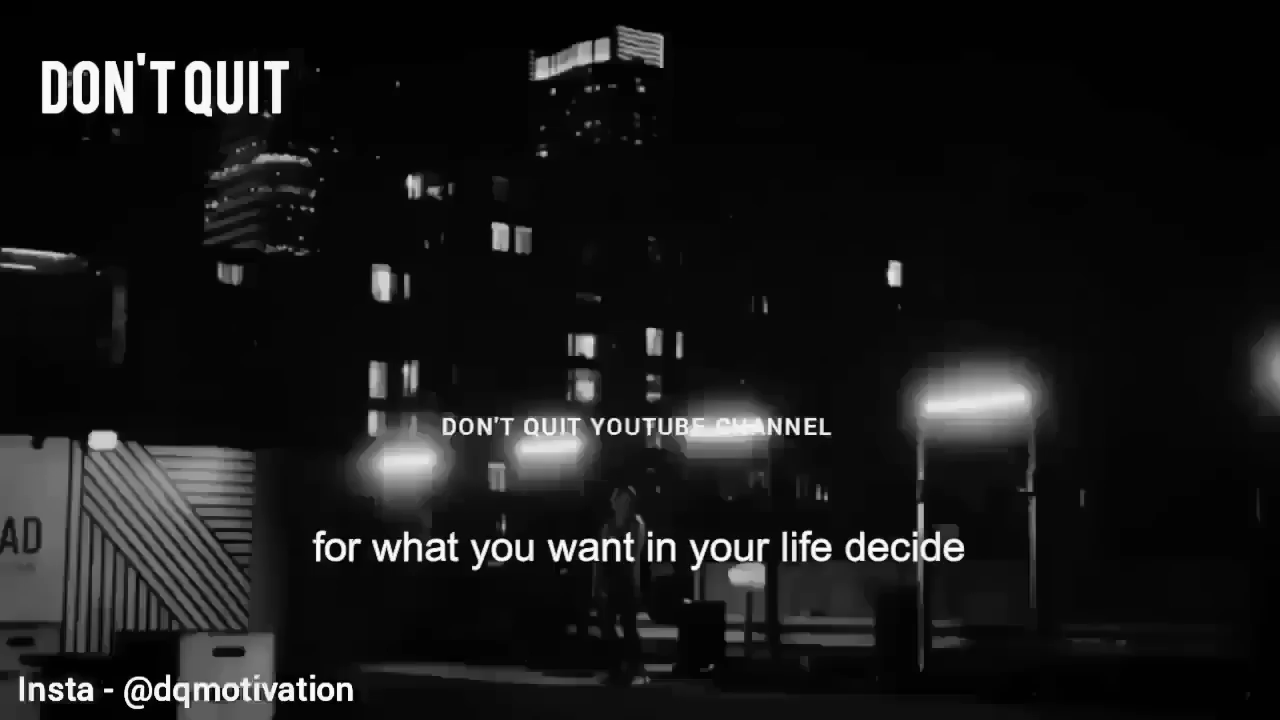 DON'T QUIT
DON'T QUIT YOUTUBE CHANNEL
AD
for what you want in your life decide
Insta - @dqmotivation